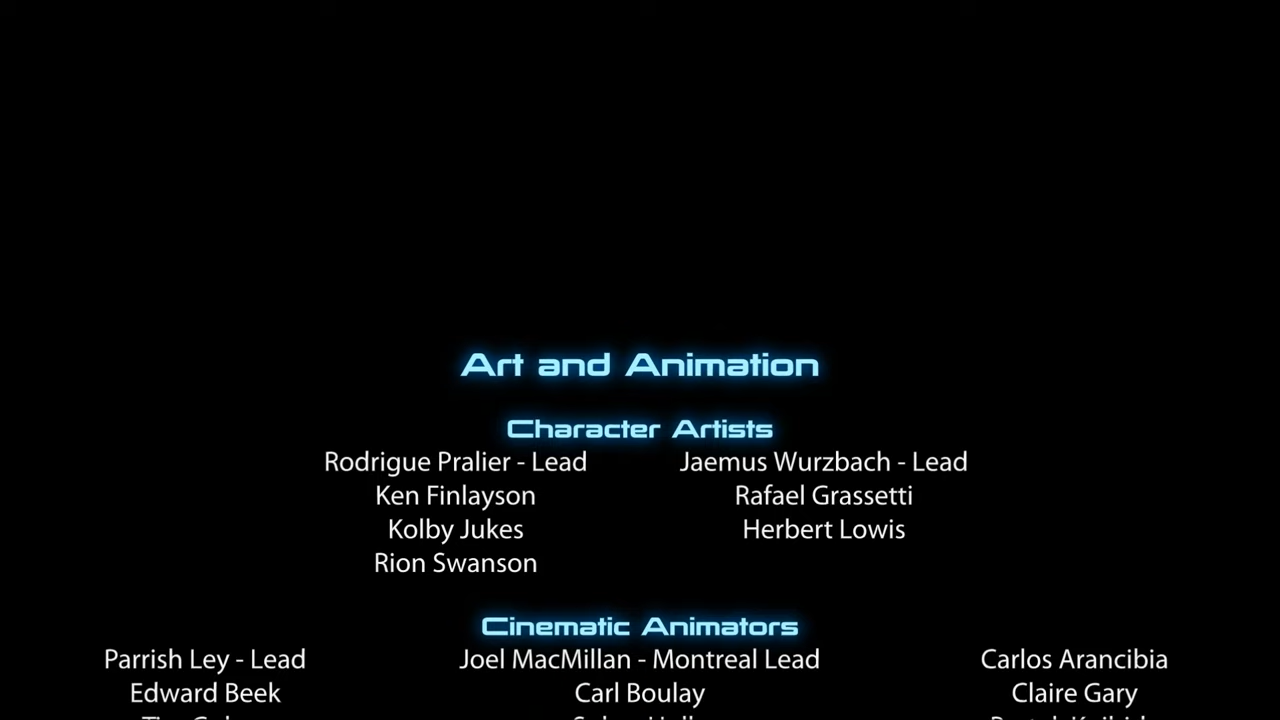 Art and Animation
Character Artists
Rodrigue Pralier - Lead Jaemus Wurzbach - Lead
Ken Finlayson Rafael Grassetti
Kolby Jukes Herbert Lowis
Rion Swanson
Cinematic Animators
Parrish Ley - Lead Joel MacMillan - Montreal Lead Carlos Arancibia
Edward Beek Carl Boulay Claire Gary